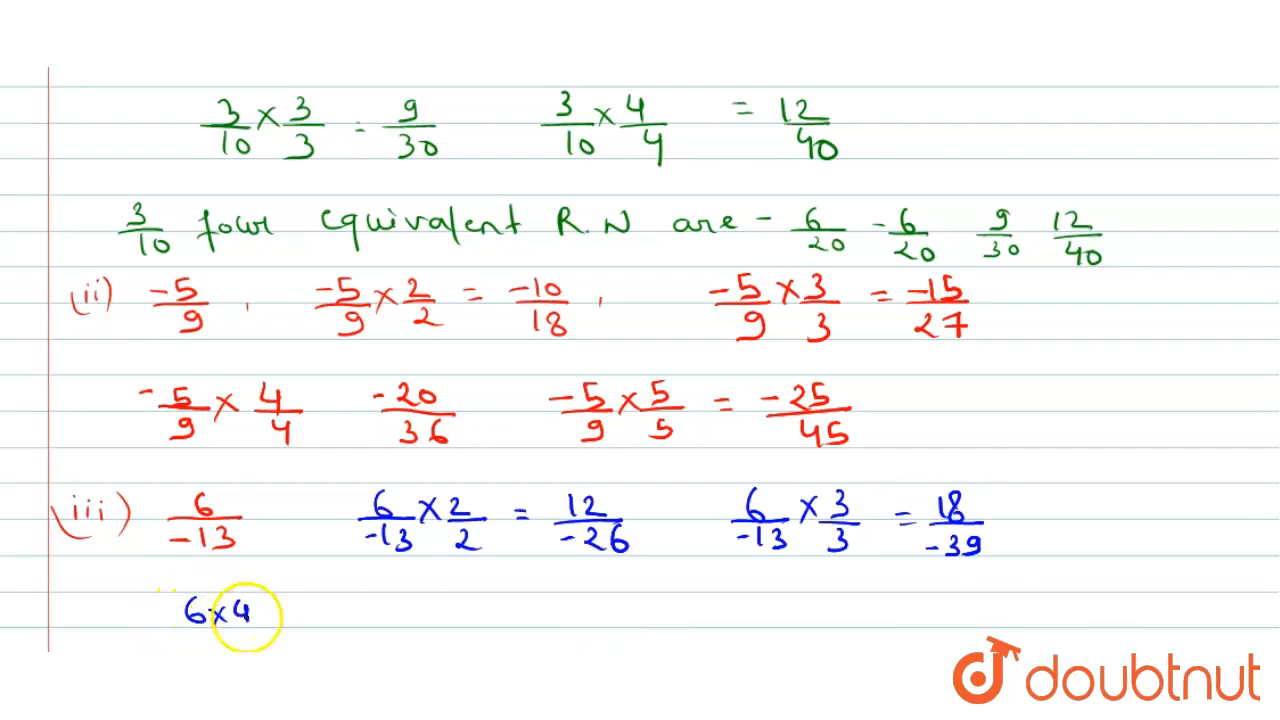 3/10 × 3/3 = 9/30 3/10 × 4/4 = 12/40
3/10 four equivalent R.N are - 6/20 -6/20 9/30 12/40
(ii) -5/9 , -5/9 × 2/2 = -10/18 , -5/9 × 3/3 = -15/27
-5/9 × 4/4 -20/36 -5/9 × 5/5 = -25/45
(iii) 6/-13 6/-13 × 2/2 = 12/-26 6/-13 × 3/3 = 18/-39
6×4
doubtnut